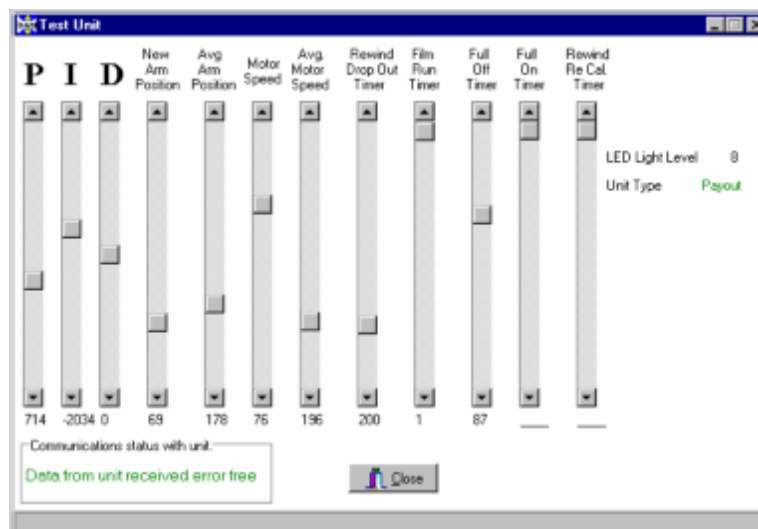 Test Unit
P I D
New Arm Position
Avg Arm Position
Motor Speed
Avg. Motor Speed
Rewind Drop Out Timer
Film Run Timer
Full Off Timer
Full On Timer
Rewind Re Cal. Timer
LED Light Level 8
Unit Type Payout
714 -2034 0 69 178 76 196 200 1 87
Communications status with unit.
Data from unit received error free
Close